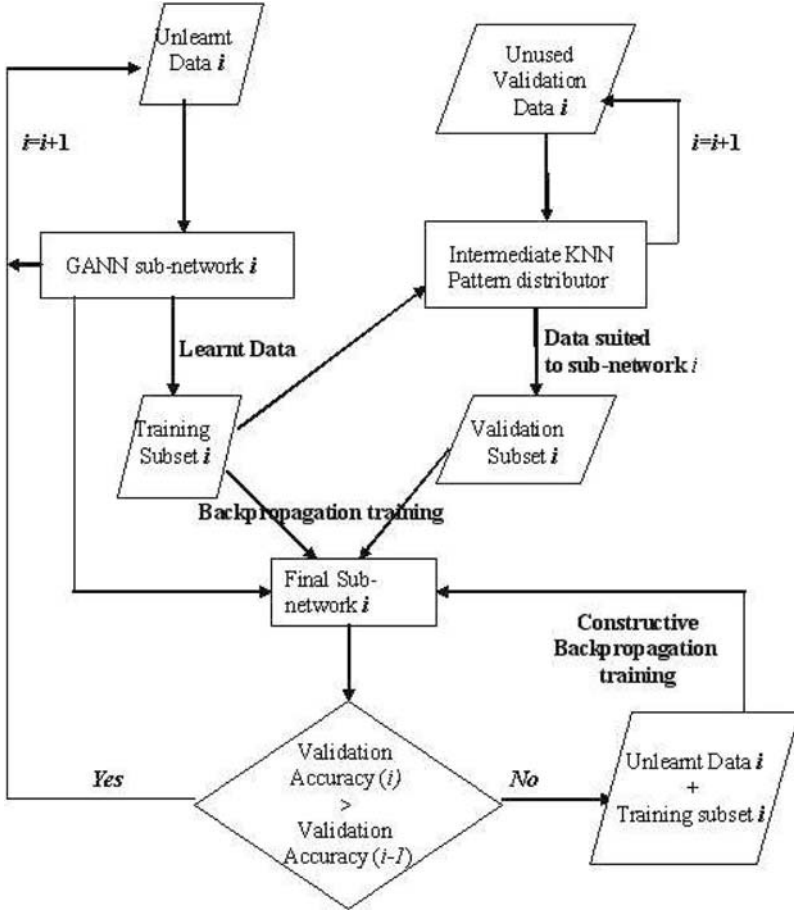 Unlearnt
Data i
Unused
Validation
Data i
i=i+1
i=i+1
GANN sub-network i
Intermediate KNN
Pattern distributor
Learnt Data
Data suited
to sub-network i
Training
Subset i
Validation
Subset i
Backpropagation training
Final Sub-
network i
Constructive
Backpropagation
training
Validation
Accuracy (i)
>
Validation
Accuracy (i-1)
Yes
No
Unlearnt Data i
+
Training subset i